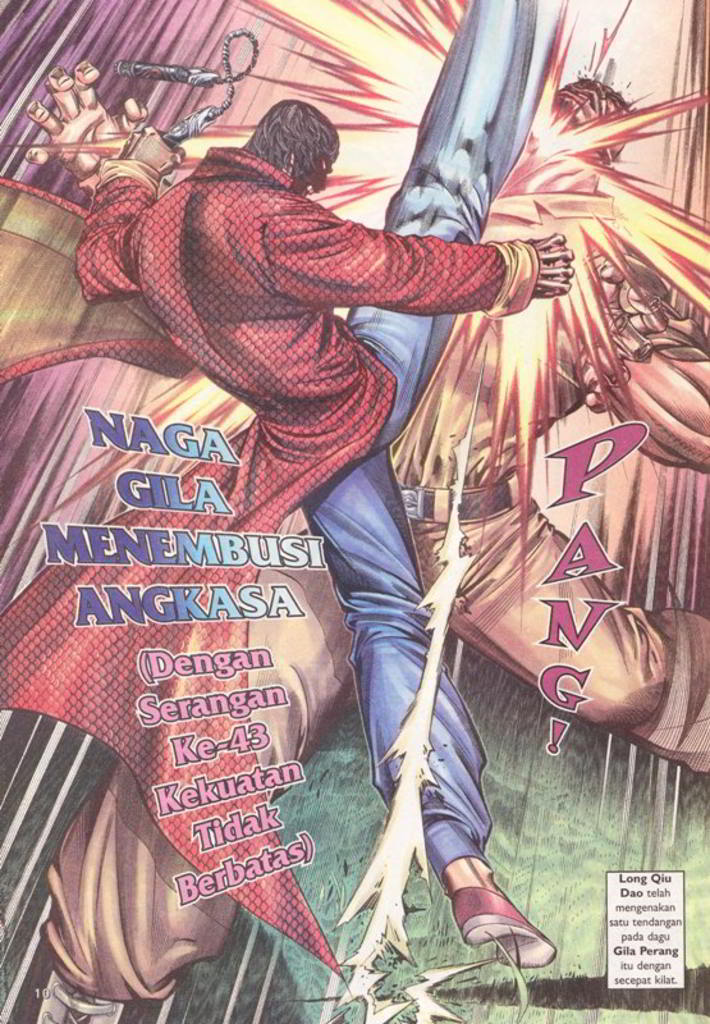 NAGA
GILA
MENEMBUSI
ANGKASA
(Dengan
Serangan
Ke-43
Kekuatan
Tidak
Berbatas)
PANG!
Long Qiu
Dao telah
mengenakan
satu tendangan
pada dagu
Gila Perang
itu dengan
secepat kilat.
10